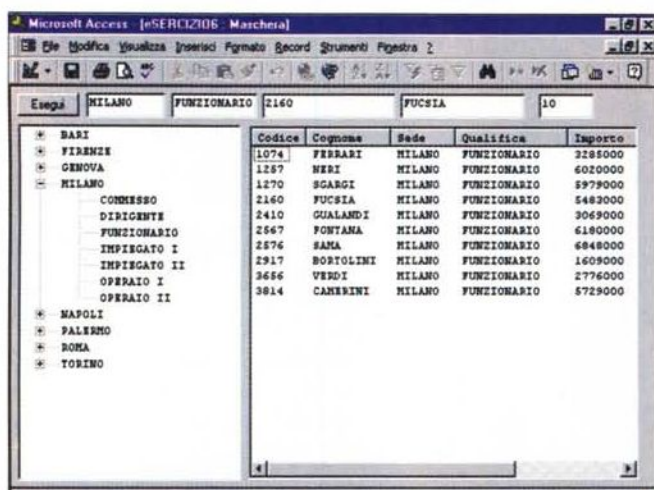 Microsoft Access - [eSERCIZIO6 : Maschera]
File Modifica Visualizza Inserisci Formato Record Strumenti Finestra ?
Esegui MILANO FUNZIONARIO 2160 FUCSIA 10
BARI
FIRENZE
GENOVA
MILANO
COMMESSO
DIRIGENTE
FUNZIONARIO
IMPIEGATO I
IMPIEGATO II
OPERAIO I
OPERAIO II
NAPOLI
PALERMO
ROMA
TORINO
Codice Cognome Sede Qualifica Importo
1074 FERRARI MILANO FUNZIONARIO 3285000
1257 NERI MILANO FUNZIONARIO 6020000
1270 SGARGI MILANO FUNZIONARIO 5979000
2160 FUCSIA MILANO FUNZIONARIO 5483000
2410 GUALANDI MILANO FUNZIONARIO 3069000
2567 FONTANA MILANO FUNZIONARIO 6180000
2576 SAMA MILANO FUNZIONARIO 6848000
2917 BORTOLINI MILANO FUNZIONARIO 1609000
3656 VERDI MILANO FUNZIONARIO 2776000
3814 CAMERINI MILANO FUNZIONARIO 5729000